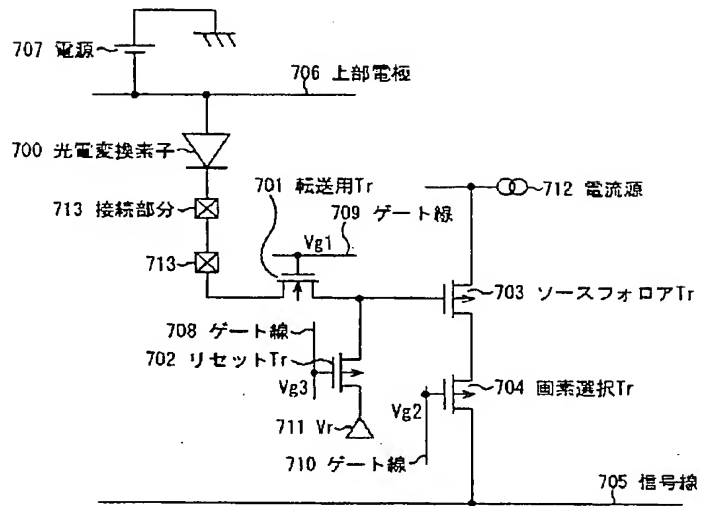 707 電源
706 上部電極
700 光電変換素子
701 転送用Tr
712 電流源
713 接続部分
709 ゲート線
Vg1
713
703 ソースフォロアTr
708 ゲート線
702 リセットTr
704 画素選択Tr
Vg3
Vg2
711 Vr
710 ゲート線
705 信号線